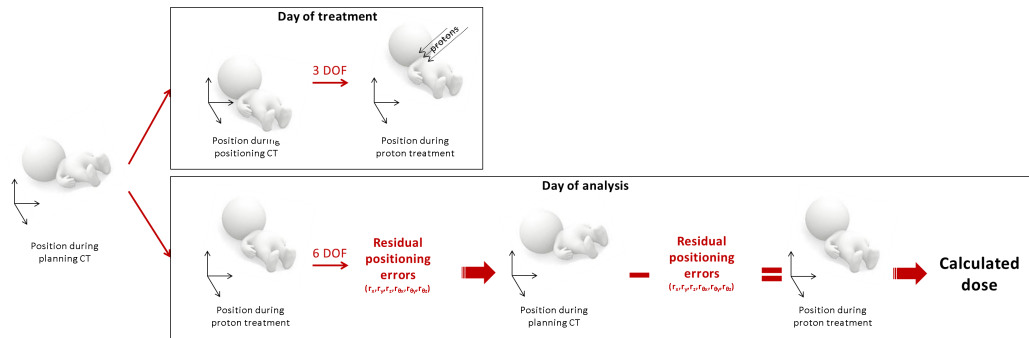 Day of treatment
protons
3 DOF
Position during
positioning CT
Position during
proton treatment
Position during
planning CT
Day of analysis
6 DOF
Residual
positioning
errors
(rx,ry,rz,rθx,rθy,rθz)
Position during
proton treatment
Position during
planning CT
Residual
positioning
errors
(rx,ry,rz,rθx,rθy,rθz)
Position during
proton treatment
Calculated
dose